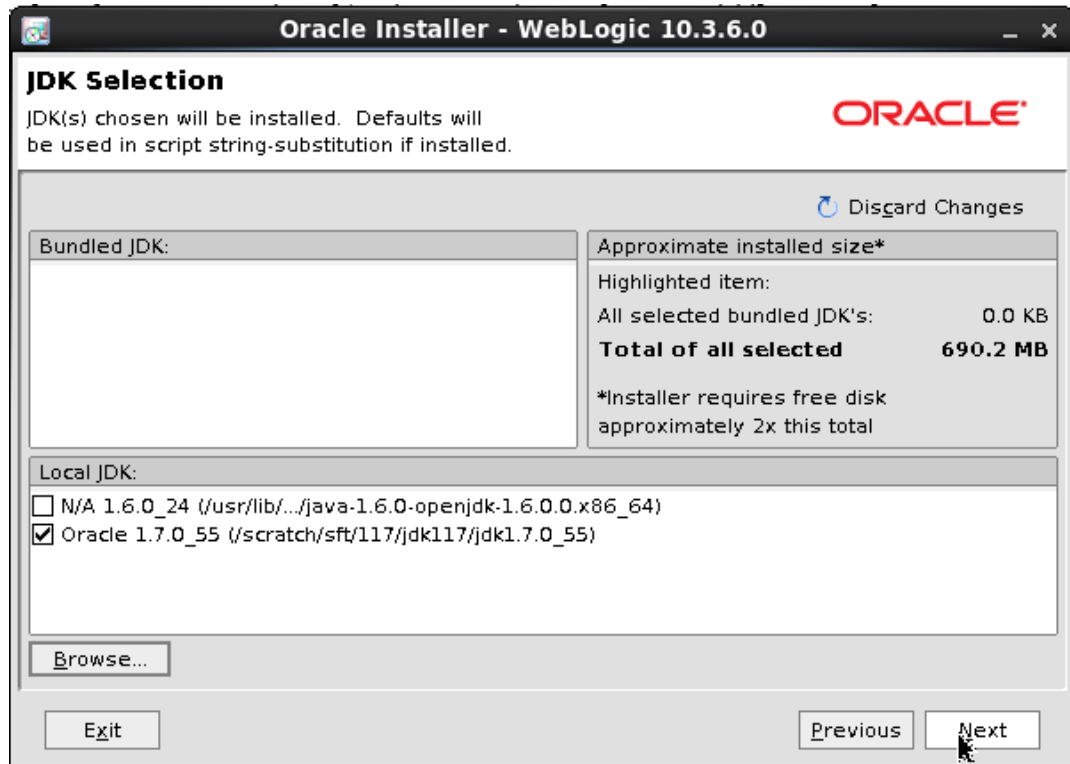 Oracle Installer - WebLogic 10.3.6.0
JDK Selection
JDK(s) chosen will be installed.  Defaults will
be used in script string-substitution if installed.
ORACLE
Discard Changes
Bundled JDK:
Approximate installed size*
Highlighted item:
All selected bundled JDK's: 0.0 KB
Total of all selected 690.2 MB
*Installer requires free disk
approximately 2x this total
Local JDK:
N/A 1.6.0_24 (/usr/lib/.../java-1.6.0-openjdk-1.6.0.0.x86_64)
Oracle 1.7.0_55 (/scratch/sft/117/jdk117/jdk1.7.0_55)
Browse...
Exit
Previous
Next